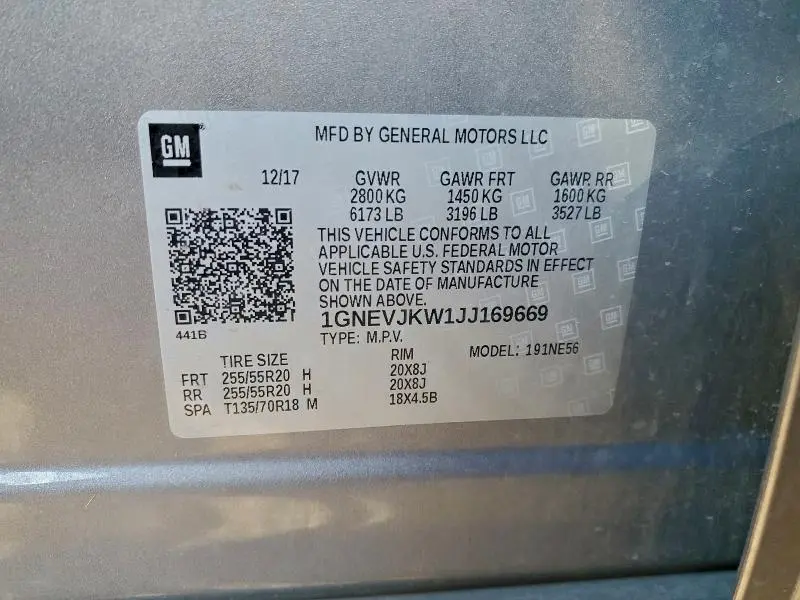 GM
MFD BY GENERAL MOTORS LLC
12/17 GVWR GAWR FRT GAWR RR
2800 KG 1450 KG 1600 KG
6173 LB 3196 LB 3527 LB
THIS VEHICLE CONFORMS TO ALL
APPLICABLE U.S. FEDERAL MOTOR
VEHICLE SAFETY STANDARDS IN EFFECT
ON THE DATE OF MANUFACTURE
SHOWN ABOVE.
1GNEVJKW1JJ169669
441B
TYPE: M.P.V. MODEL: 191NE56
TIRE SIZE RIM
FRT 255/55R20 H 20X8J
RR 255/55R20 H 20X8J
SPA T135/70R18 M 18X4.5B